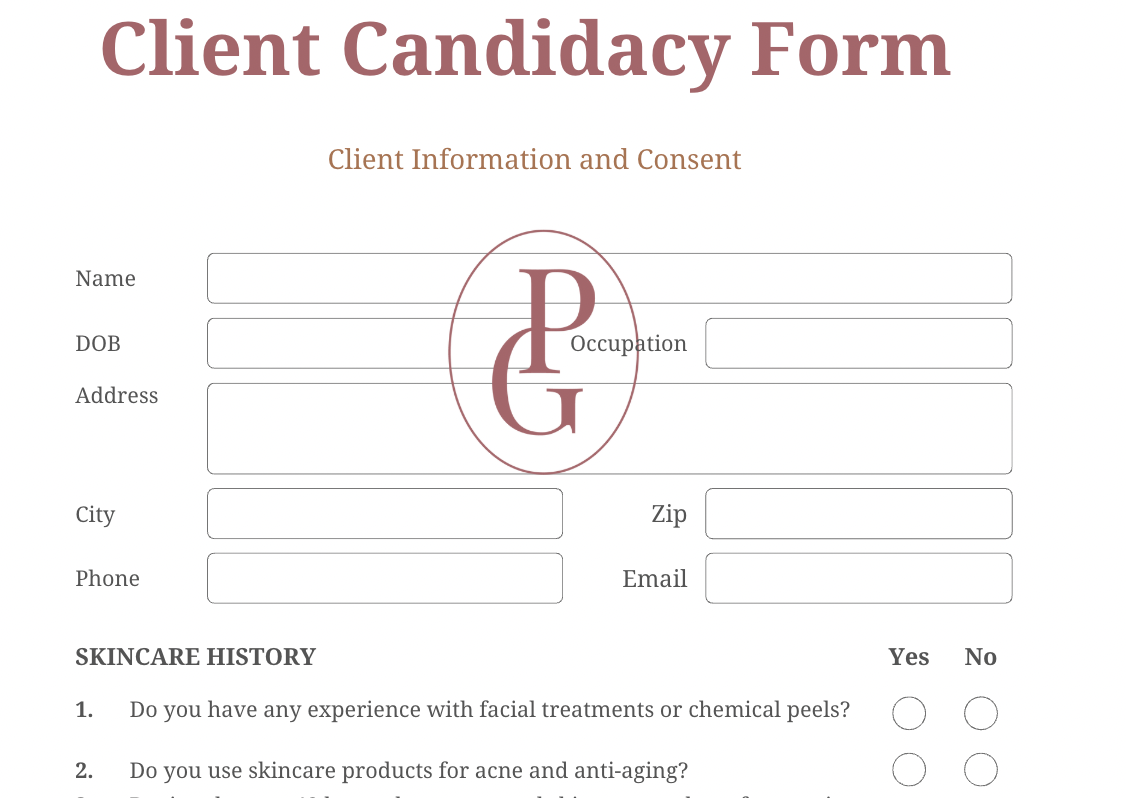 Client Candidacy Form
Client Information and Consent
Name
PG
DOB Occupation
Address
City Zip
Phone Email
SKINCARE HISTORY Yes No
1. Do you have any experience with facial treatments or chemical peels?
2. Do you use skincare products for acne and anti-aging?